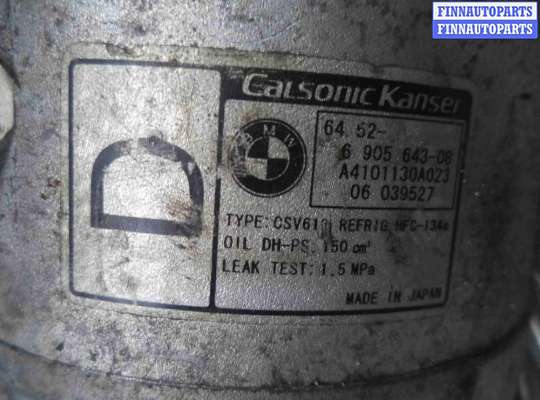 FINNAUTOPARTS
FINNAUTOPARTS
Calsonic Kansei
D
BMW
64 52-
6 905 643-08
A4101130A023
06 039527
TYPE: REFRIG HFC-134a
OIL DH-PS: 150 cm³
LEAK TEST: 1.5 MPa
MADE IN JAPAN